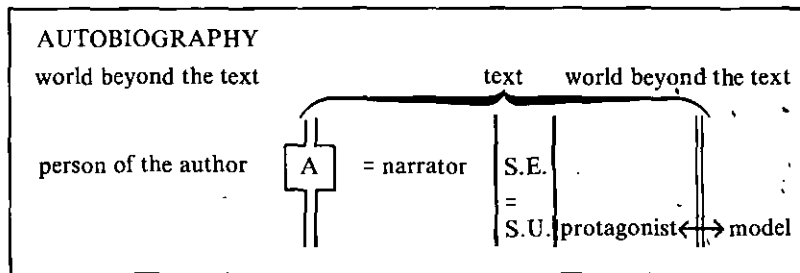 AUTOBIOGRAPHY
world beyond the text text world beyond the text
person of the author A = narrator S.E.
=
S.U. protagonist ↔ model